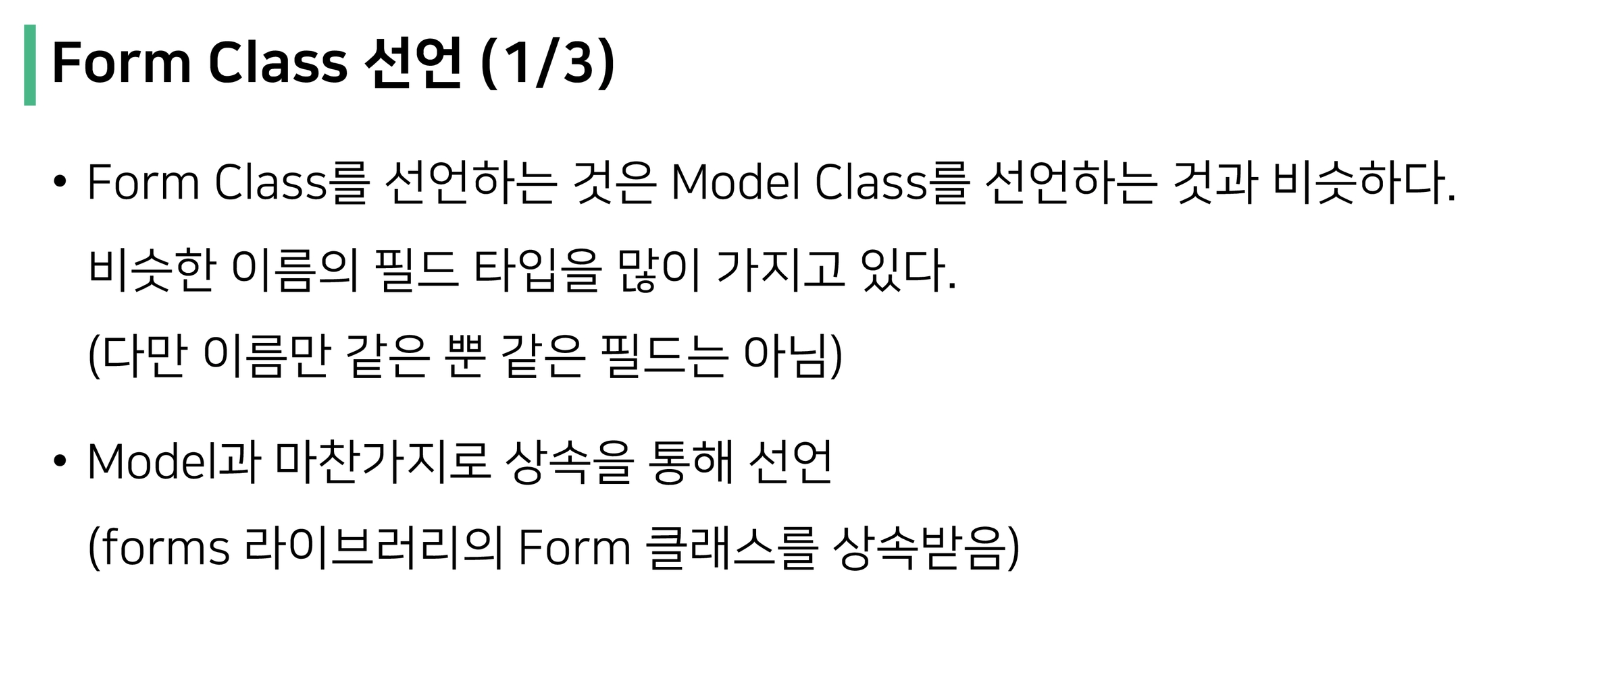 Form Class 선언 (1/3)
• Form Class를 선언하는 것은 Model Class를 선언하는 것과 비슷하다.
비슷한 이름의 필드 타입을 많이 가지고 있다.
(다만 이름만 같은 뿐 같은 필드는 아님)
• Model과 마찬가지로 상속을 통해 선언
(forms 라이브러리의 Form 클래스를 상속받음)